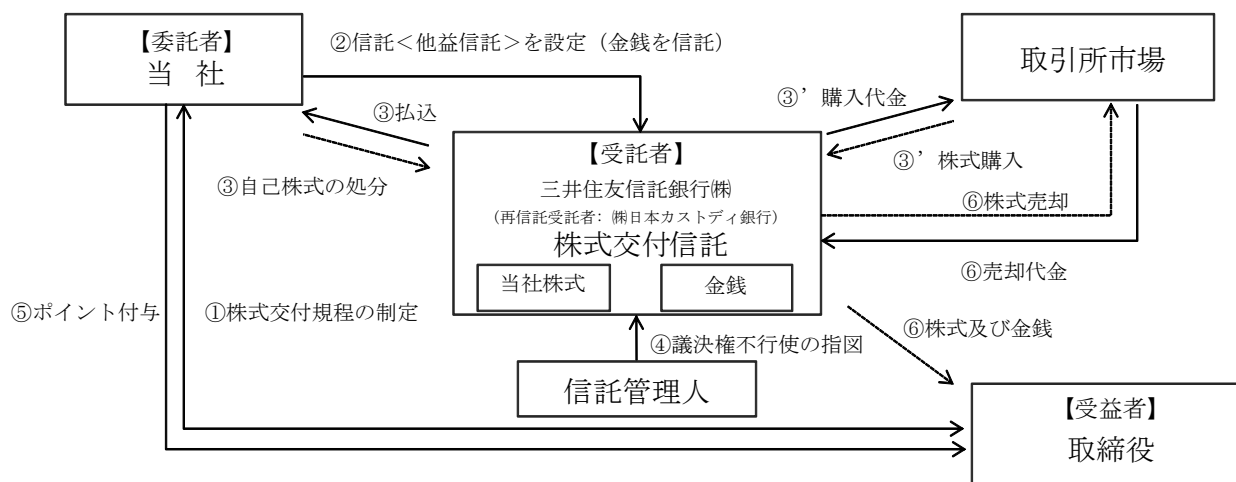 【委託者】
当 社
②信託<他益信託>を設定（金銭を信託）
取引所市場
③払込
③’購入代金
【受託者】
三井住友信託銀行㈱
(再信託受託者: ㈱日本カストディ銀行)
株式交付信託
当社株式
金銭
③’株式購入
③自己株式の処分
⑥株式売却
⑥売却代金
⑤ポイント付与
①株式交付規程の制定
④議決権不行使の指図
⑥株式及び金銭
信託管理人
【受益者】
取締役